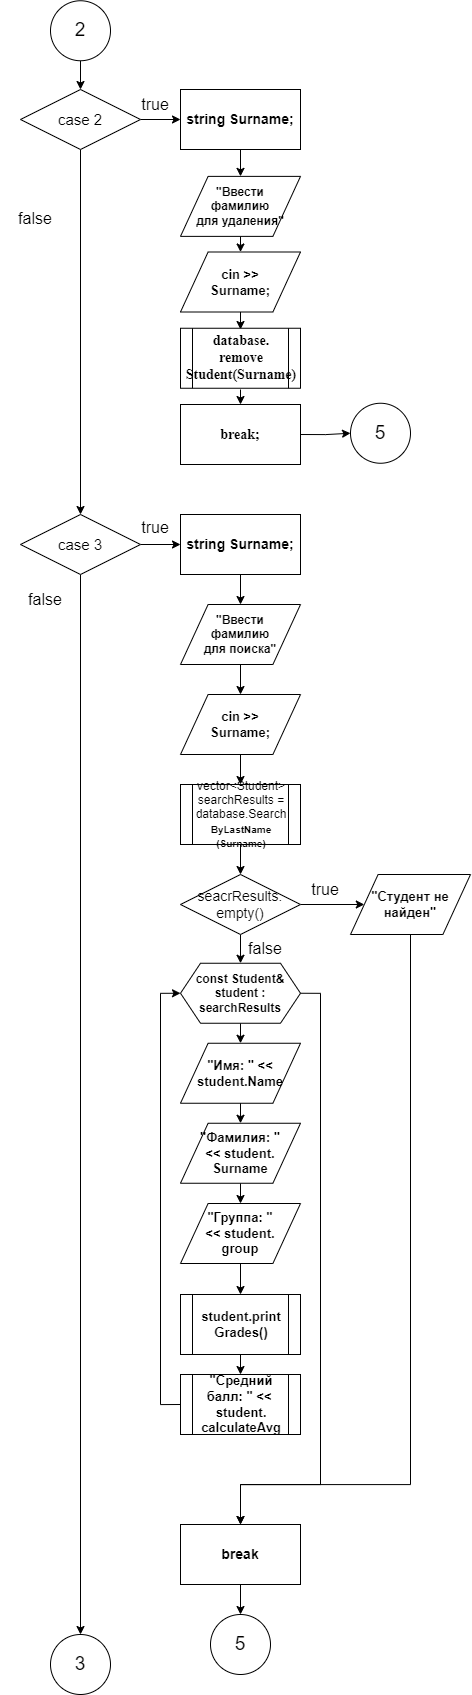 2
case 2
true
string Surname;
false
"Ввести
фамилию
для удаления"
cin >>
Surname;
database.
remove
Student(Surname)
break;
5
case 3
true
string Surname;
false
"Ввести
фамилию
для поиска"
cin >>
Surname;
vector<Student>
searchResults =
database.Search
ByLastName
(Surname)
seacrResults.
empty()
true
"Студент не
найден"
false
const Student&
student :
searchResults
"Имя: " <<
student.Name
"Фамилия: "
<< student.
Surname
"Группа: "
<< student.
group
student.print
Grades()
"Средний
балл: " <<
student.
calculateAvg
break
3
5